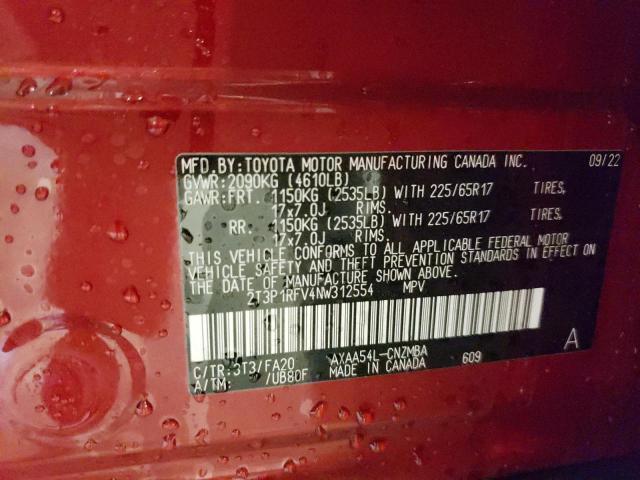 MFD.BY:TOYOTA MOTOR MANUFACTURING CANADA INC. 09/22
GVWR:2090KG (4610LB)
GAWR:FRT. 1150KG (2535LB) WITH 225/65R17 TIRES,
17x7.0J RIMS.
RR. 1150KG (2535LB) WITH 225/65R17 TIRES,
17x7.0J RIMS.
THIS VEHICLE CONFORMS TO ALL APPLICABLE FEDERAL MOTOR
VEHICLE SAFETY AND THEFT PREVENTION STANDARDS IN EFFECT ON
THE DATE OF MANUFACTURE SHOWN ABOVE.
2T3P1RFV4NW312554 MPV
C/TR:3T3/FA20 AXAA54L-CNZMBA 609 A
A/TM: /UB80F MADE IN CANADA